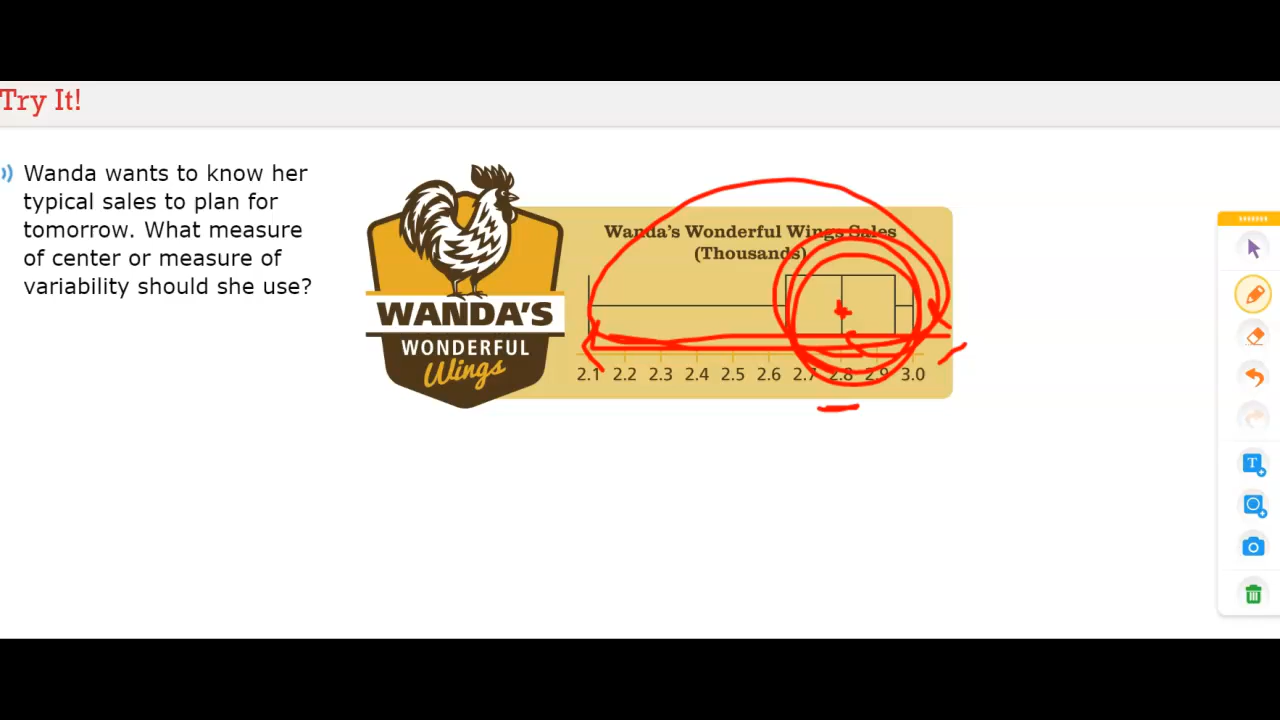 Try It!
Wanda wants to know her
typical sales to plan for
tomorrow. What measure
of center or measure of
variability should she use?
WANDA'S
WONDERFUL
Wings
Wanda's Wonderful Wings Sales
(Thousands)
2.1 2.2 2.3 2.4 2.5 2.6 2.7 2.8 2.9 3.0
T